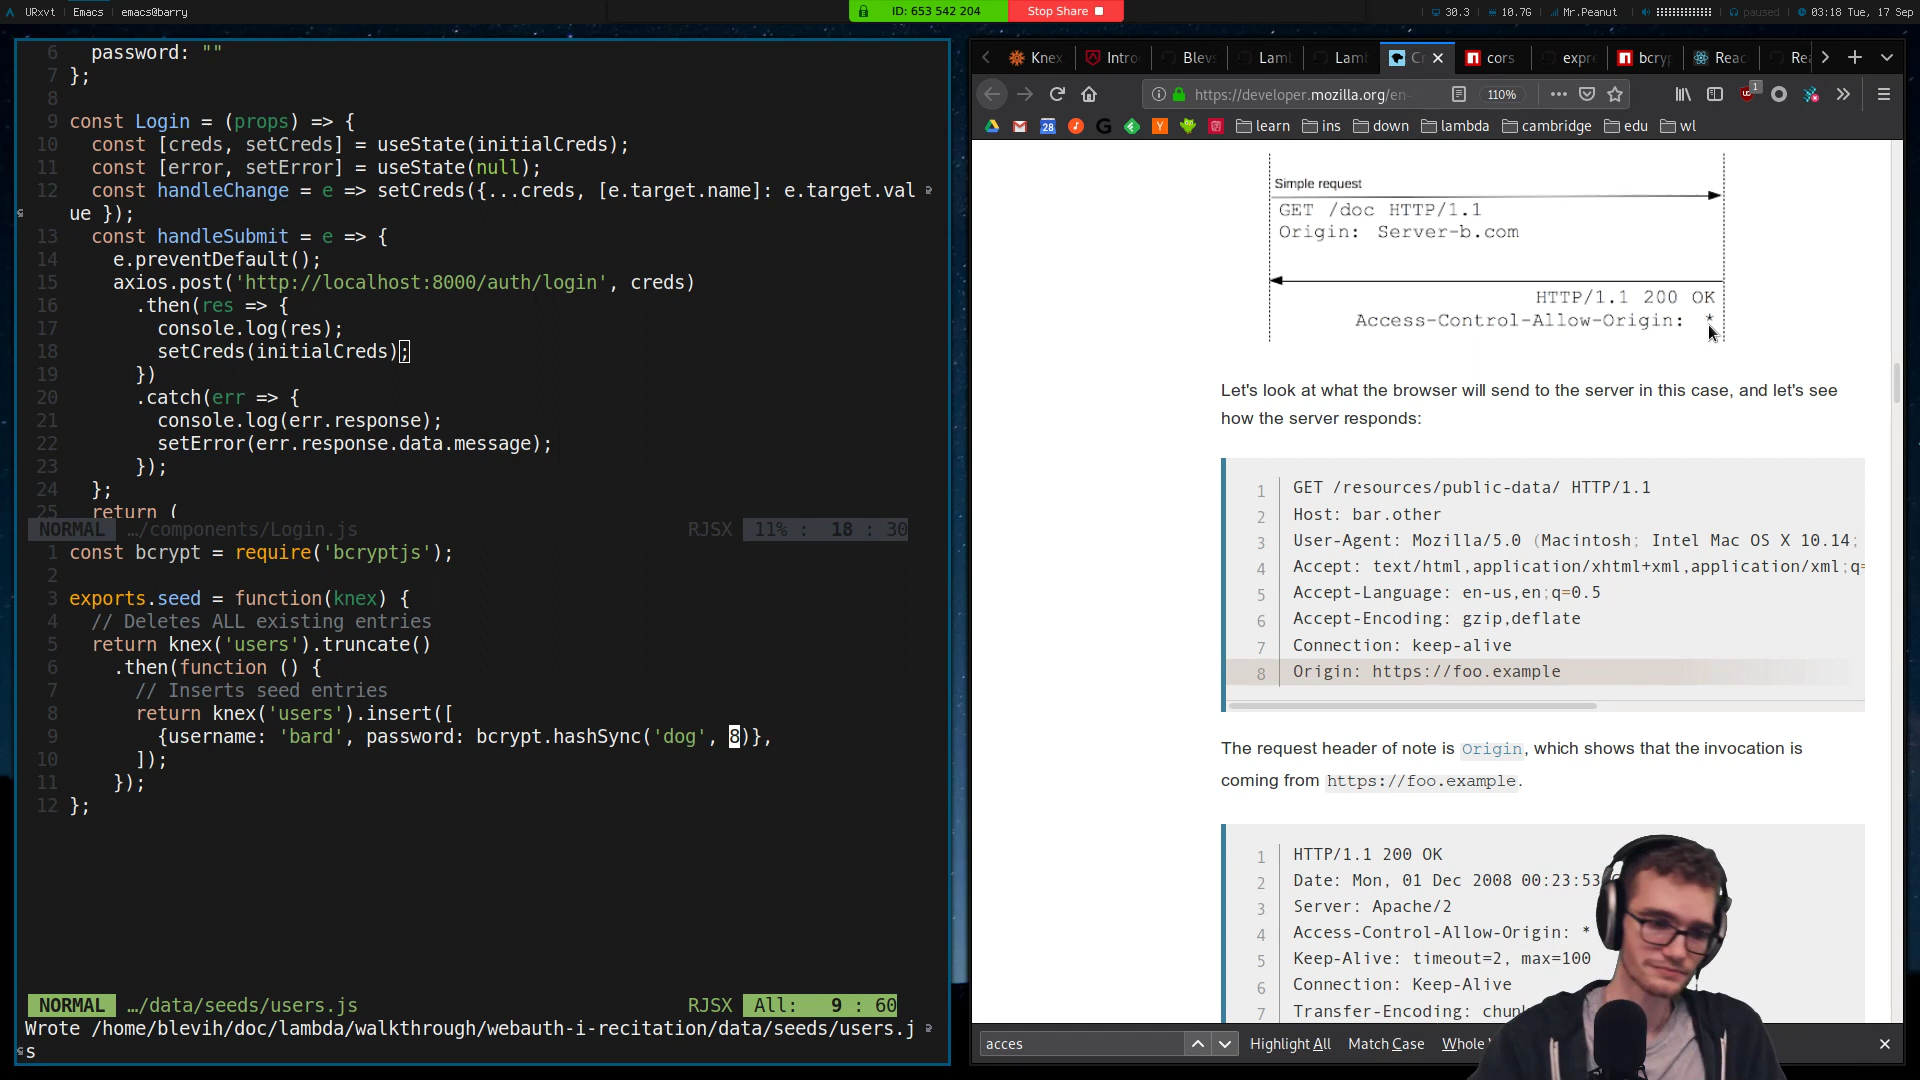 URxvt Emacs emacs@barry
ID: 653 542 204 Stop Share
30.3 10.7G Mr.Peanut paused 03:18 Tue, 17 Sep
6 password: ""
7 };
8
9 const Login = (props) => {
10 const [creds, setCreds] = useState(initialCreds);
11 const [error, setError] = useState(null);
12 const handleChange = e => setCreds({...creds, [e.target.name]: e.target.val
ue });
13 const handleSubmit = e => {
14 e.preventDefault();
15 axios.post('http://localhost:8000/auth/login', creds)
16 .then(res => {
17 console.log(res);
18 setCreds(initialCreds);
19 })
20 .catch(err => {
21 console.log(err.response);
22 setError(err.response.data.message);
23 });
24 };
25 return (
NORMAL …/components/Login.js RJSX 11% : 18 : 30
1 const bcrypt = require('bcryptjs');
2
3 exports.seed = function(knex) {
4 // Deletes ALL existing entries
5 return knex('users').truncate()
6 .then(function () {
7 // Inserts seed entries
8 return knex('users').insert([
9 {username: 'bard', password: bcrypt.hashSync('dog', 8)},
10 ]);
11 });
12 };
NORMAL …/data/seeds/users.js RJSX All: 9 : 60
Wrote /home/blevih/doc/lambda/walkthrough/webauth-i-recitation/data/seeds/users.j
s
Knex Intro Blevs Lamb Lamb Cr cors expre bcryp Reac Rea
https://developer.mozilla.org/en- 110% 1
28 learn ins down lambda cambridge edu wl
Simple request
GET /doc HTTP/1.1
Origin: Server-b.com
HTTP/1.1 200 OK
Access-Control-Allow-Origin: *
Let's look at what the browser will send to the server in this case, and let's see
how the server responds:
1 GET /resources/public-data/ HTTP/1.1
2 Host: bar.other
3 User-Agent: Mozilla/5.0 (Macintosh; Intel Mac OS X 10.14;
4 Accept: text/html,application/xhtml+xml,application/xml;q=
5 Accept-Language: en-us,en;q=0.5
6 Accept-Encoding: gzip,deflate
7 Connection: keep-alive
8 Origin: https://foo.example
The request header of note is Origin, which shows that the invocation is
coming from https://foo.example.
1 HTTP/1.1 200 OK
2 Date: Mon, 01 Dec 2008 00:23:53
3 Server: Apache/2
4 Access-Control-Allow-Origin: *
5 Keep-Alive: timeout=2, max=100
6 Connection: Keep-Alive
7 Transfer-Encoding: chun
acces Highlight All Match Case Whole